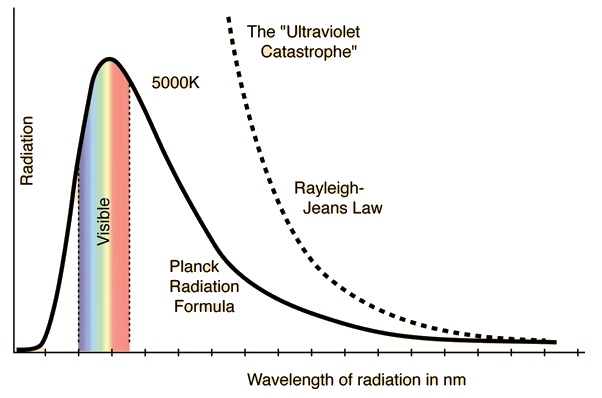 The "Ultraviolet
Catastrophe"
5000K
Radiation
Visible
Rayleigh-
Jeans Law
Planck
Radiation
Formula
Wavelength of radiation in nm